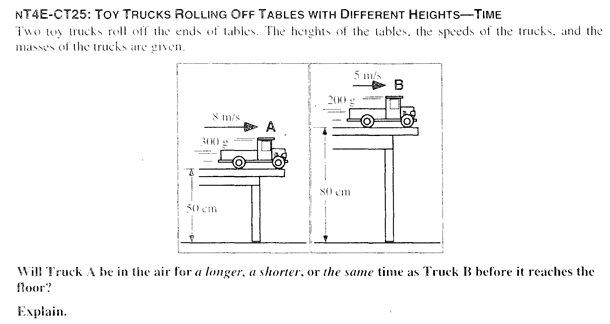 NT4E-CT25: TOY TRUCKS ROLLING OFF TABLES WITH DIFFERENT HEIGHTS—TIME
Two toy trucks roll off the ends of tables. The heights of the tables, the speeds of the trucks, and the
masses of the trucks are given.
5 m/s
B
200 g
8 m/s
A
300 g
80 cm
50 cm
Will Truck A be in the air for a longer, a shorter, or the same time as Truck B before it reaches the
floor?
Explain.